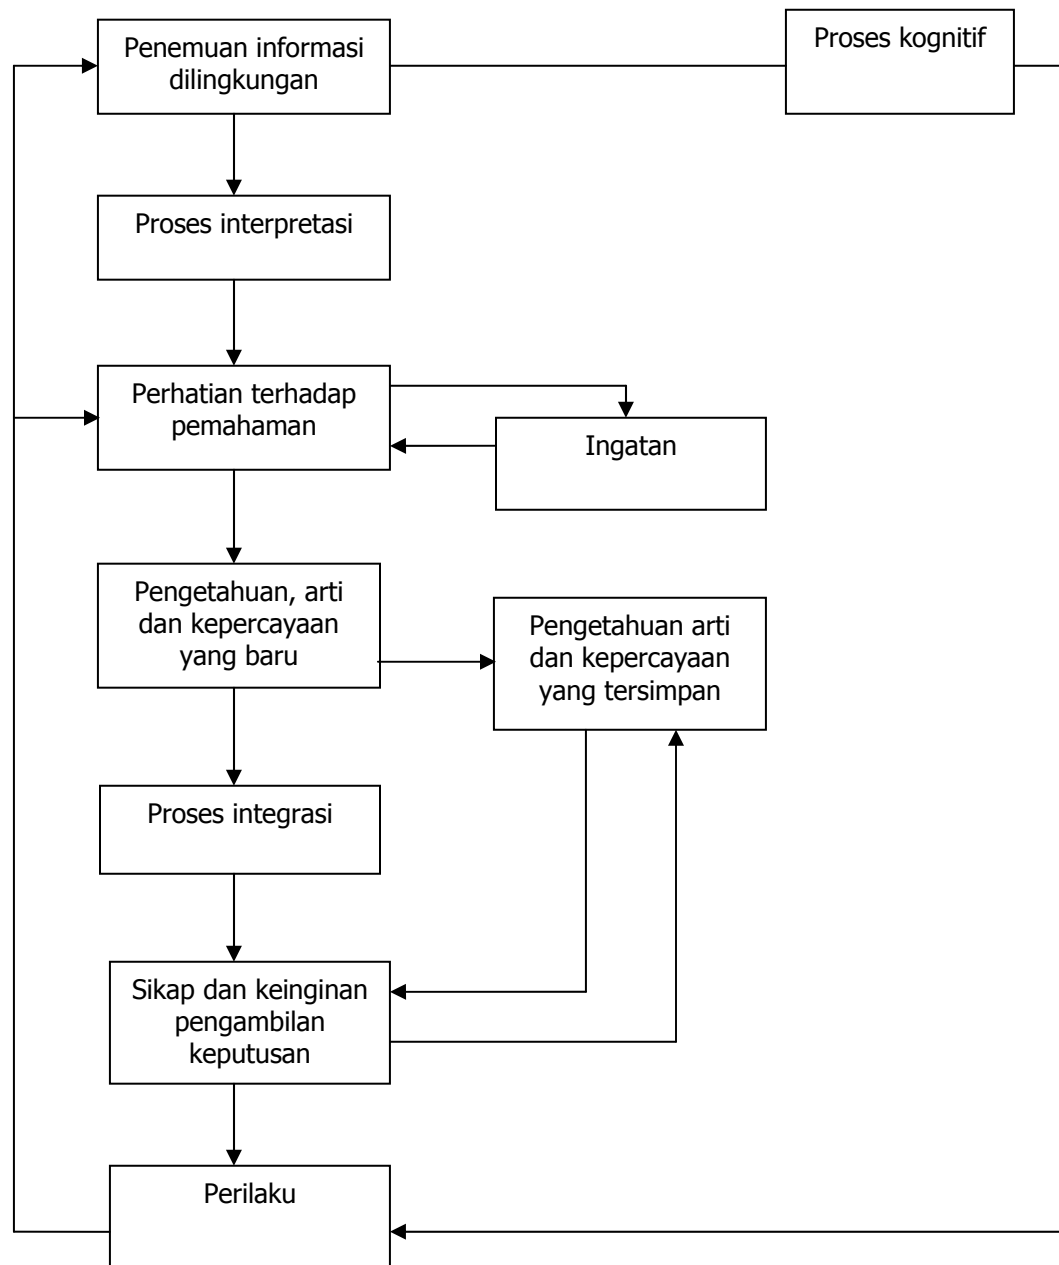 Penemuan informasi
dilingkungan
Proses kognitif
Proses interpretasi
Perhatian terhadap
pemahaman
Ingatan
Pengetahuan, arti
dan kepercayaan
yang baru
Pengetahuan arti
dan kepercayaan
yang tersimpan
Proses integrasi
Sikap dan keinginan
pengambilan
keputusan
Perilaku